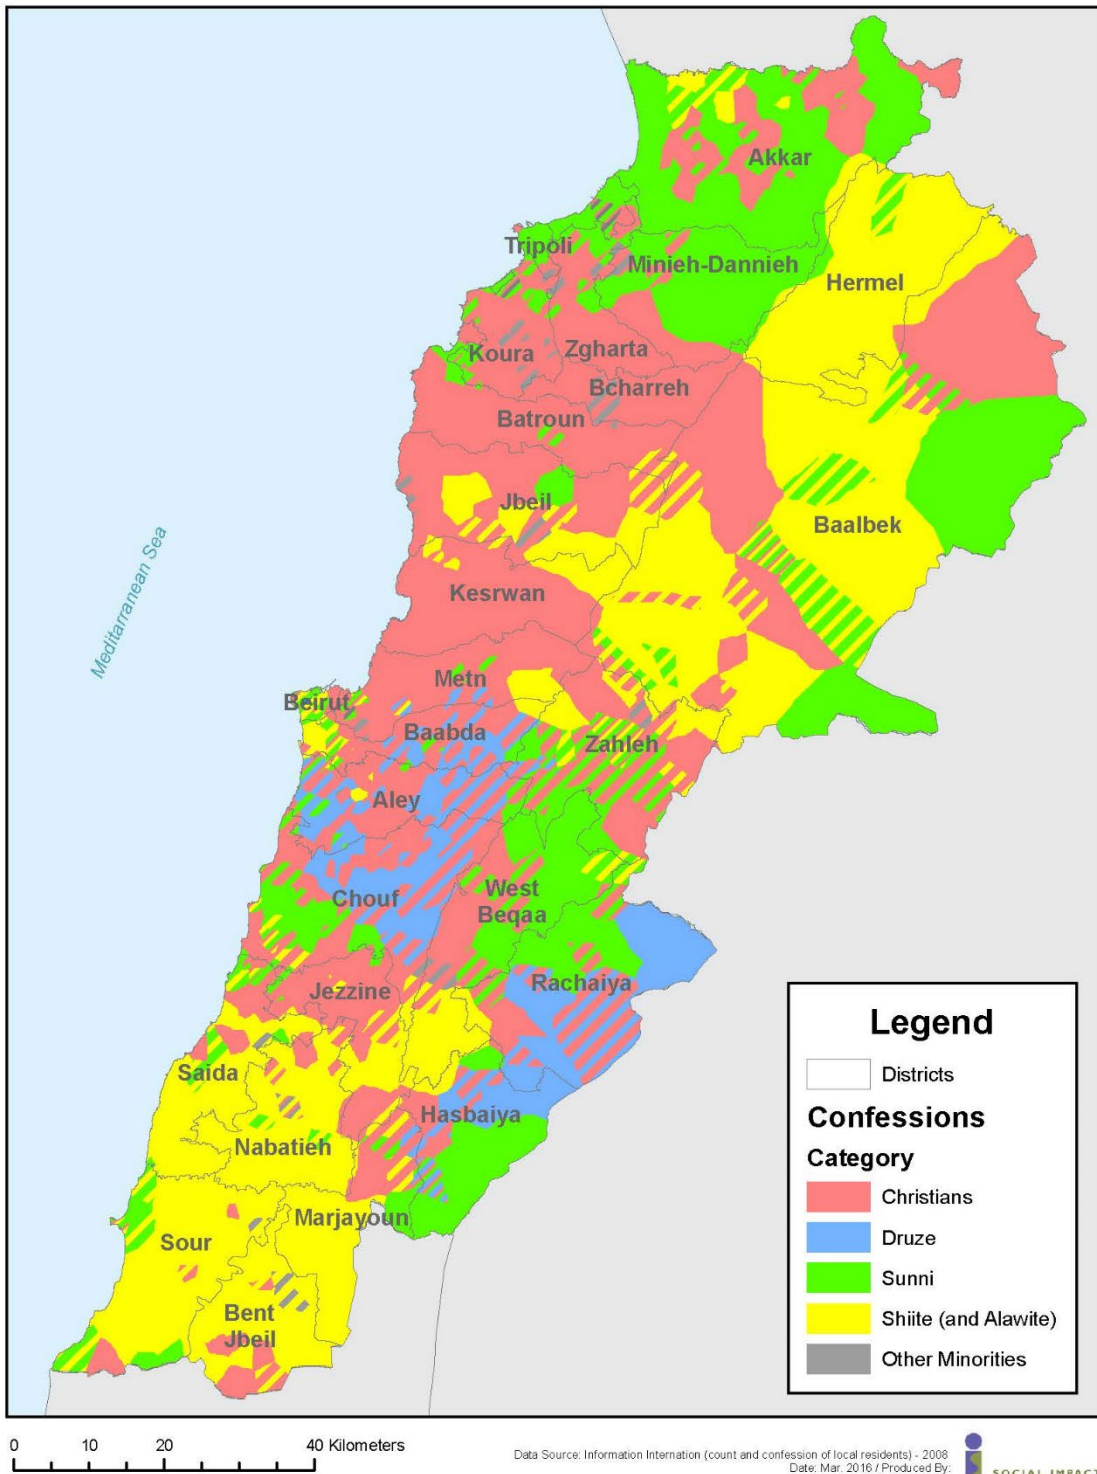 Akkar
Tripoli
Minieh-Dannieh
Hermel
Koura
Zgharta
Bcharreh
Batroun
Jbeil
Baalbek
Kesrwan
Meditarranean Sea
Metn
Beirut
Baabda
Zahleh
Aley
Chouf
West
Beqaa
Rachaiya
Jezzine
Saida
Hasbaiya
Nabatieh
Marjayoun
Sour
Bent
Jbeil
Legend
Districts
Confessions
Category
Christians
Druze
Sunni
Shiite (and Alawite)
Other Minorities
0 10 20 40 Kilometers
Data Source: Information Internation (count and confession of local residents) - 2008
Date: Mar. 2016 / Produced By:
SOCIAL IMPACT